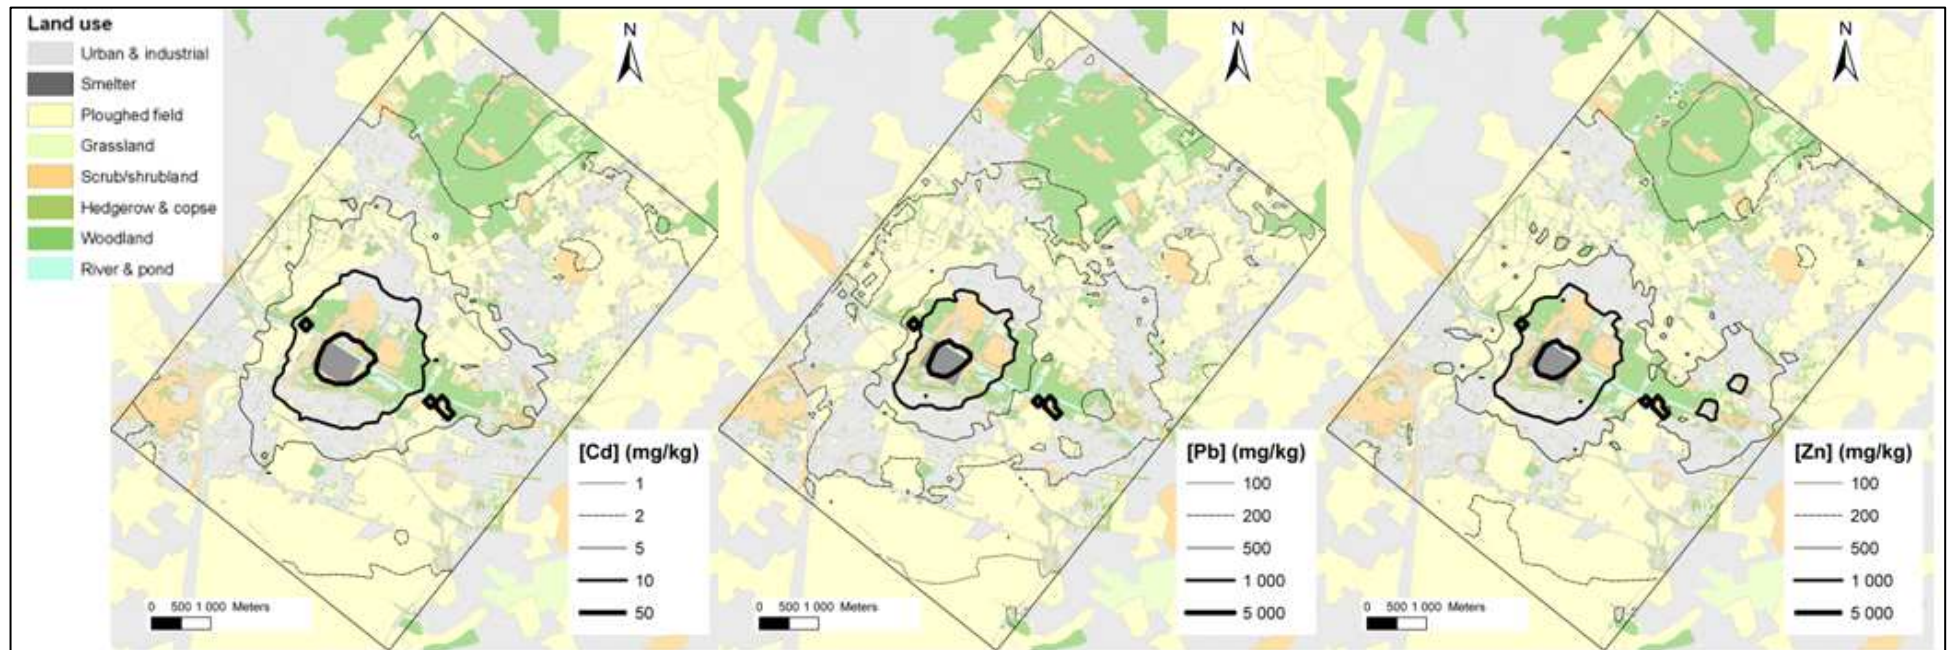 Land use
Urban & industrial
Smelter
Ploughed field
Grassland
Scrub/shrubland
Hedgerow & copse
Woodland
River & pond
N
[Cd] (mg/kg)
1
2
5
10
50
0 500 1 000 Meters
N
[Pb] (mg/kg)
100
200
500
1 000
5 000
0 500 1 000 Meters
N
[Zn] (mg/kg)
100
200
500
1 000
5 000
0 500 1 000 Meters